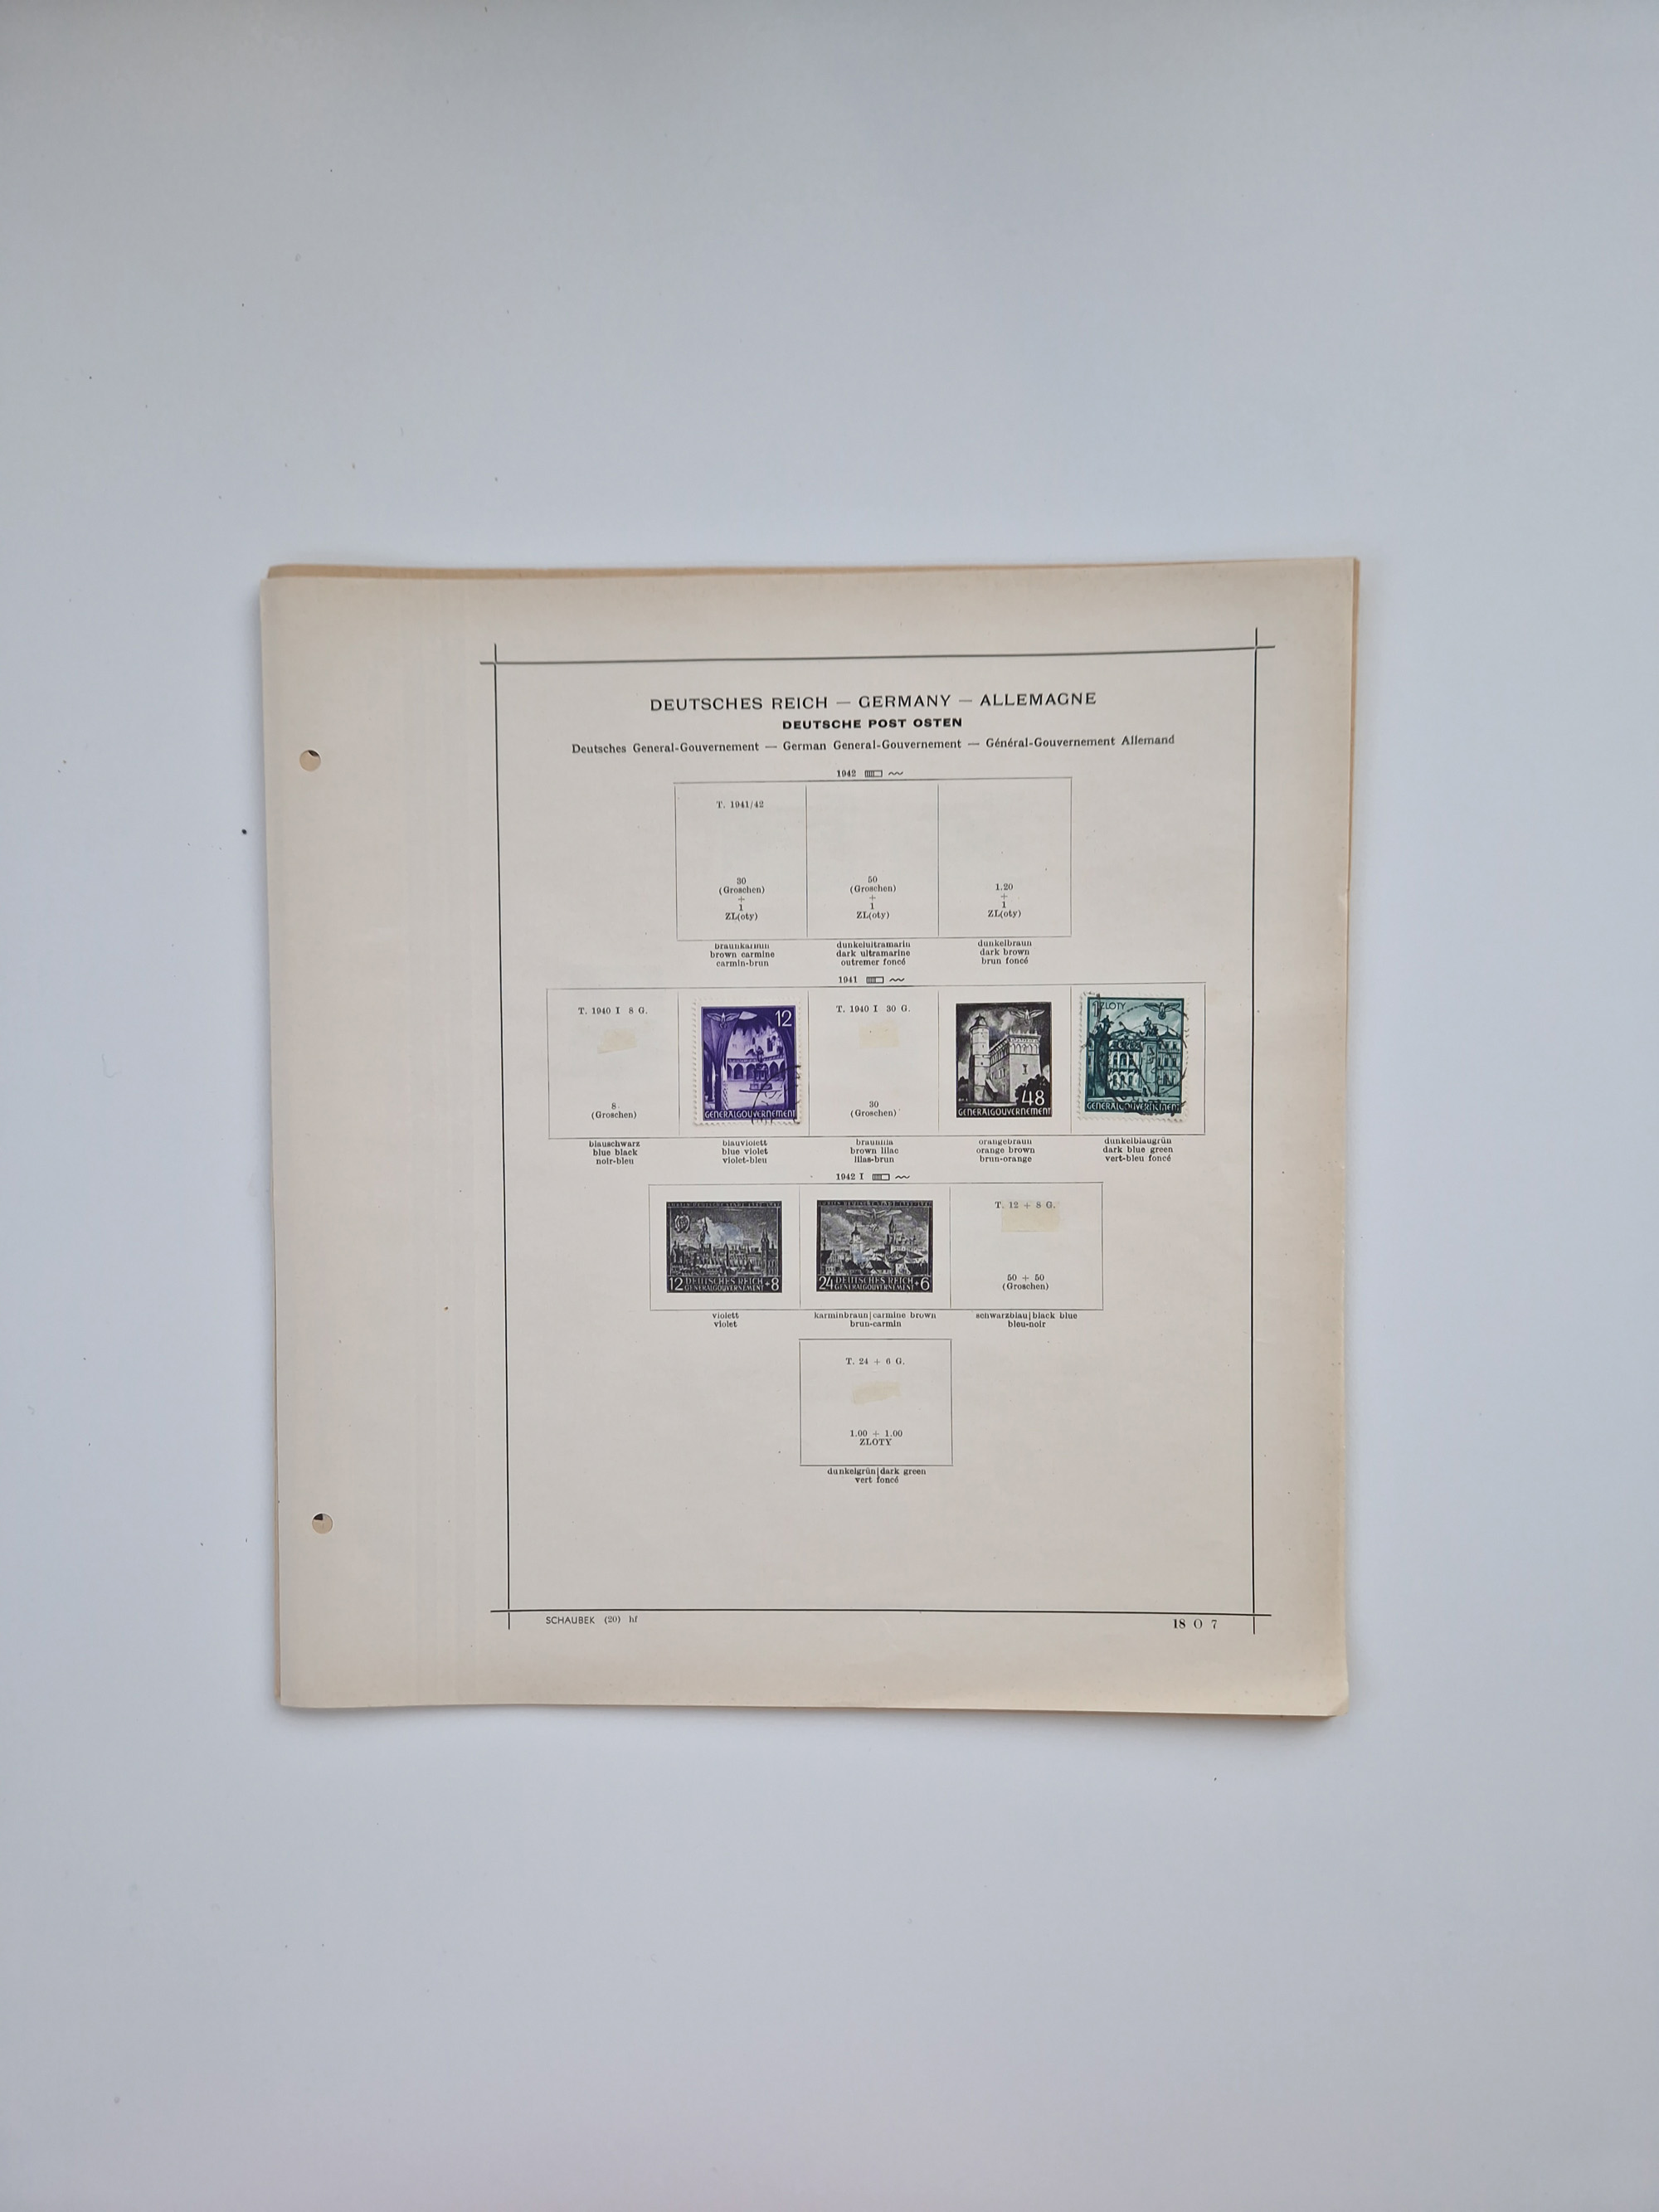 DEUTSCHES REICH — GERMANY — ALLEMAGNE
DEUTSCHE POST OSTEN
Deutsches General-Gouvernement — German General-Gouvernement — Général-Gouvernement Allemand
1942
T. 1941/42
30
(Groschen)
+
1
ZL(oty)
50
(Groschen)
+
1
ZL(oty)
1.20
+
1
ZL(oty)
braunkarmin
brown carmine
carmin-brun
dunkelultramarin
dark ultramarine
outremer foncé
dunkelbraun
dark brown
brun foncé
1941
T. 1940 I 8 G.
8
(Groschen)
12
GENERALGOUVERNEMENT
T. 1940 I 30 G.
30
(Groschen)
48
GENERALGOUVERNEMENT
1 ZLOTY
GENERALGOUVERNEMENT
blauschwarz
blue black
noir-bleu
blauviolett
blue violet
violet-bleu
braunlila
brown lilac
lilas-brun
orangebraun
orange brown
brun-orange
dunkelblaugrün
dark blue green
vert-bleu foncé
1942 I
12 DEUTSCHES REICH +8
GENERALGOUVERNEMENT
24 DEUTSCHES REICH +6
GENERALGOUVERNEMENT
T. 12 + 8 G.
50 + 50
(Groschen)
violett
violet
karminbraun|carmine brown
brun-carmin
schwarzblau|black blue
bleu-noir
T. 24 + 6 G.
1.00 + 1.00
ZLOTY
dunkelgrün|dark green
vert foncé
SCHAUBEK (20) hf
18 O 7